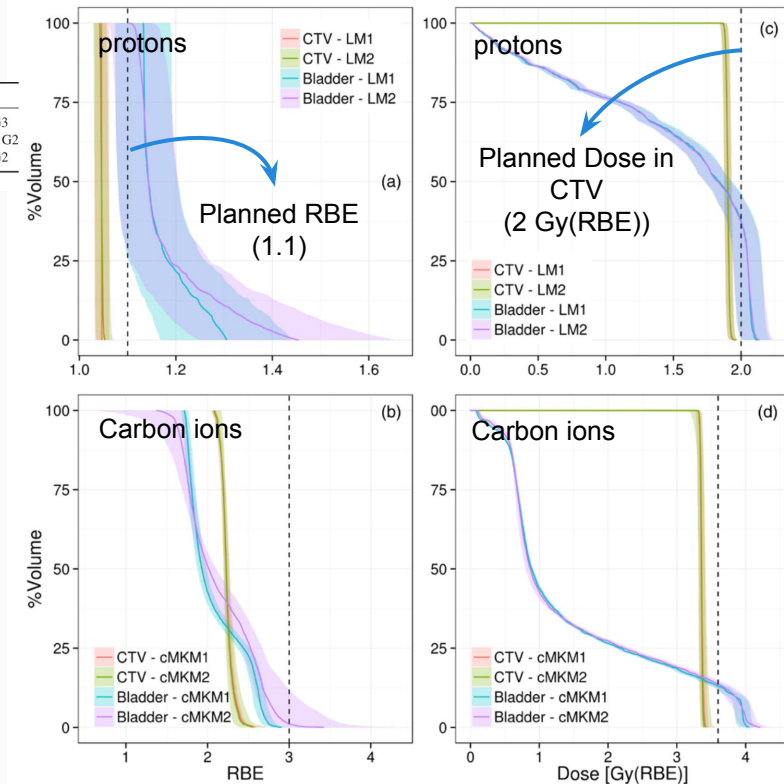 G3
G2
G2
100
75
50
25
0
%Volume
protons
CTV - LM1
CTV - LM2
Bladder - LM1
Bladder - LM2
(a)
Planned RBE
(1.1)
1.0 1.2 1.4 1.6
100
75
50
25
0
protons
(c)
Planned Dose in
CTV
(2 Gy(RBE))
CTV - LM1
CTV - LM2
Bladder - LM1
Bladder - LM2
0.0 0.5 1.0 1.5 2.0
100
75
50
25
0
%Volume
(b)
Carbon ions
CTV - cMKM1
CTV - cMKM2
Bladder - cMKM1
Bladder - cMKM2
1 2 3 4
RBE
00
75
50
25
0
(d)
Carbon ions
CTV - cMKM1
CTV - cMKM2
Bladder - cMKM1
Bladder - cMKM2
0 1 2 3 4
Dose [Gy(RBE)]